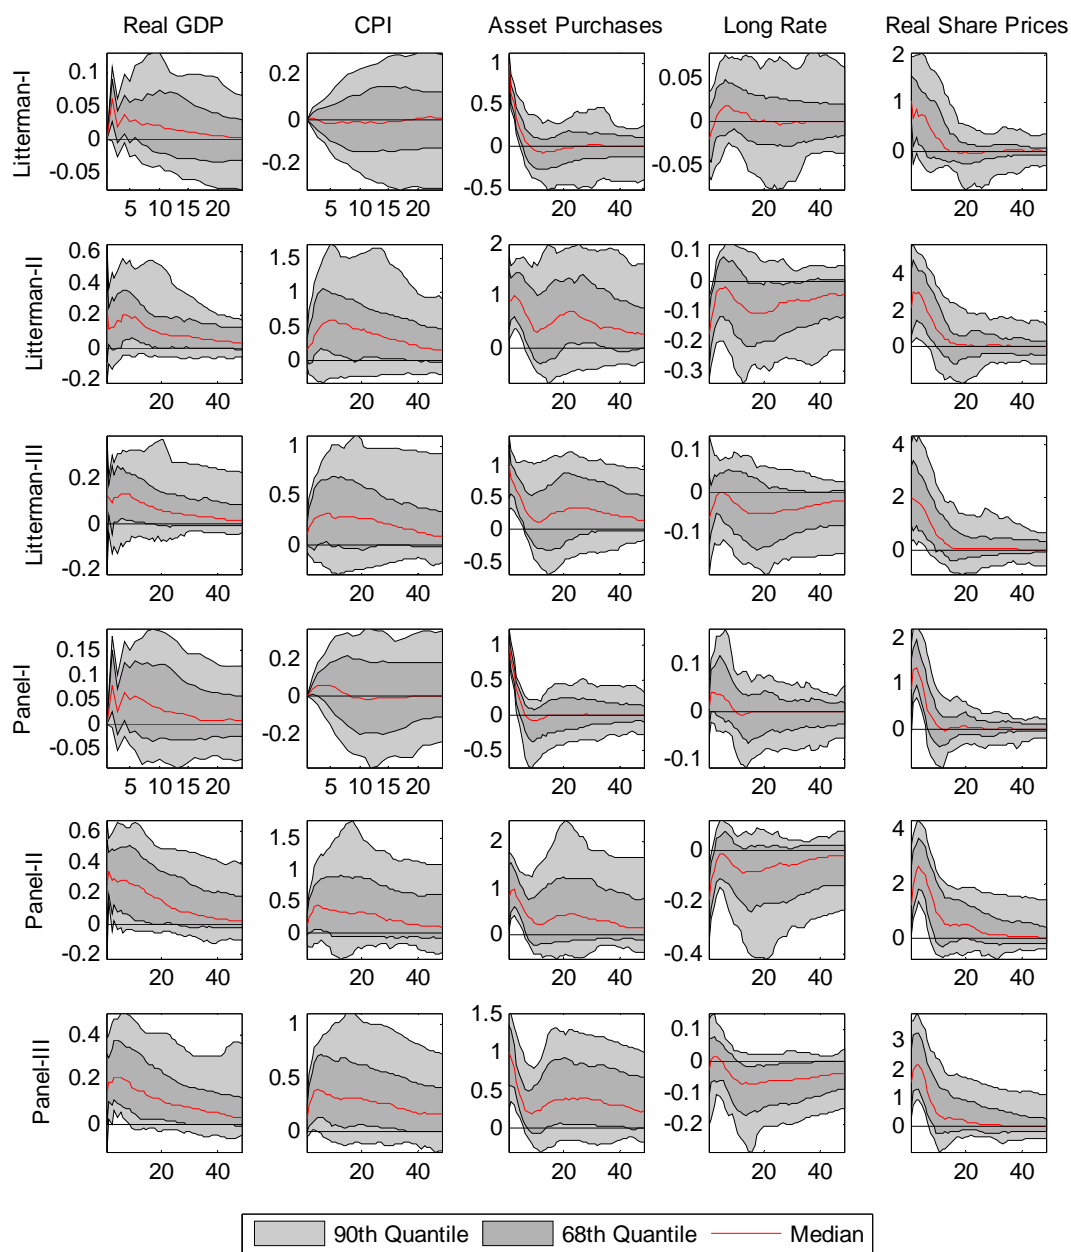 Real GDP CPI Asset Purchases Long Rate Real Share Prices
Litterman-I
0.1 0.05 0 -0.05
0.2 0 -0.2
1 0.5 0 -0.5
0.05 0 -0.05
2 1 0
5 10 15 20 5 10 15 20 20 40 20 40 20 40
Litterman-II
0.6 0.4 0.2 0 -0.2
1.5 1 0.5 0
2 1 0
0.1 0 -0.1 -0.2 -0.3
4 2 0
20 40 20 40 20 40 20 40 20 40
Litterman-III
0.2 0 -0.2
1 0.5 0
1 0.5 0 -0.5
0.1 0 -0.1
4 2 0
20 40 20 40 20 40 20 40 20 40
Panel-I
0.15 0.1 0.05 0 -0.05
0.2 0 -0.2
1 0.5 0 -0.5
0.1 0 -0.1
2 1 0
5 10 15 20 5 10 15 20 20 40 20 40 20 40
Panel-II
0.6 0.4 0.2 0 -0.2
1.5 1 0.5 0
2 1 0
0 -0.2 -0.4
4 2 0
20 40 20 40 20 40 20 40 20 40
Panel-III
0.4 0.2 0
1 0.5 0
1.5 1 0.5 0
0.1 0 -0.1 -0.2
3 2 1 0
20 40 20 40 20 40 20 40 20 40
90th Quantile 68th Quantile Median